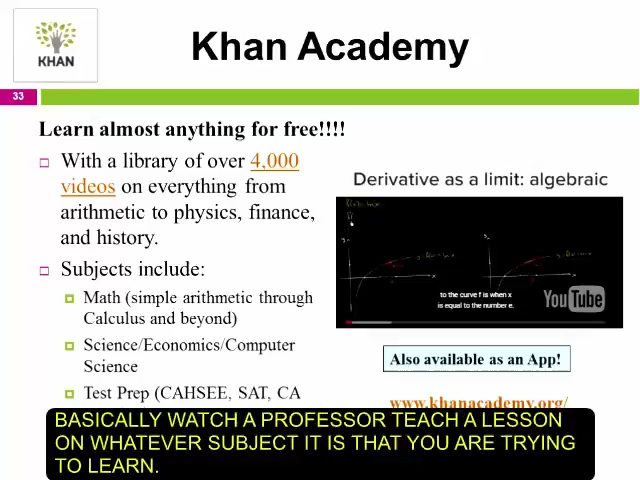 KHAN
Khan Academy
33
Learn almost anything for free!!!!
With a library of over 4,000
videos on everything from
arithmetic to physics, finance,
and history.
Subjects include:
Math (simple arithmetic through
Calculus and beyond)
Science/Economics/Computer
Science
Test Prep (CAHSEE, SAT, CA
Derivative as a limit: algebraic
to the curve f is when x
is equal to the number e.
YouTube
Also available as an App!
www.khanacademy.org/
BASICALLY WATCH A PROFESSOR TEACH A LESSON
ON WHATEVER SUBJECT IT IS THAT YOU ARE TRYING
TO LEARN.